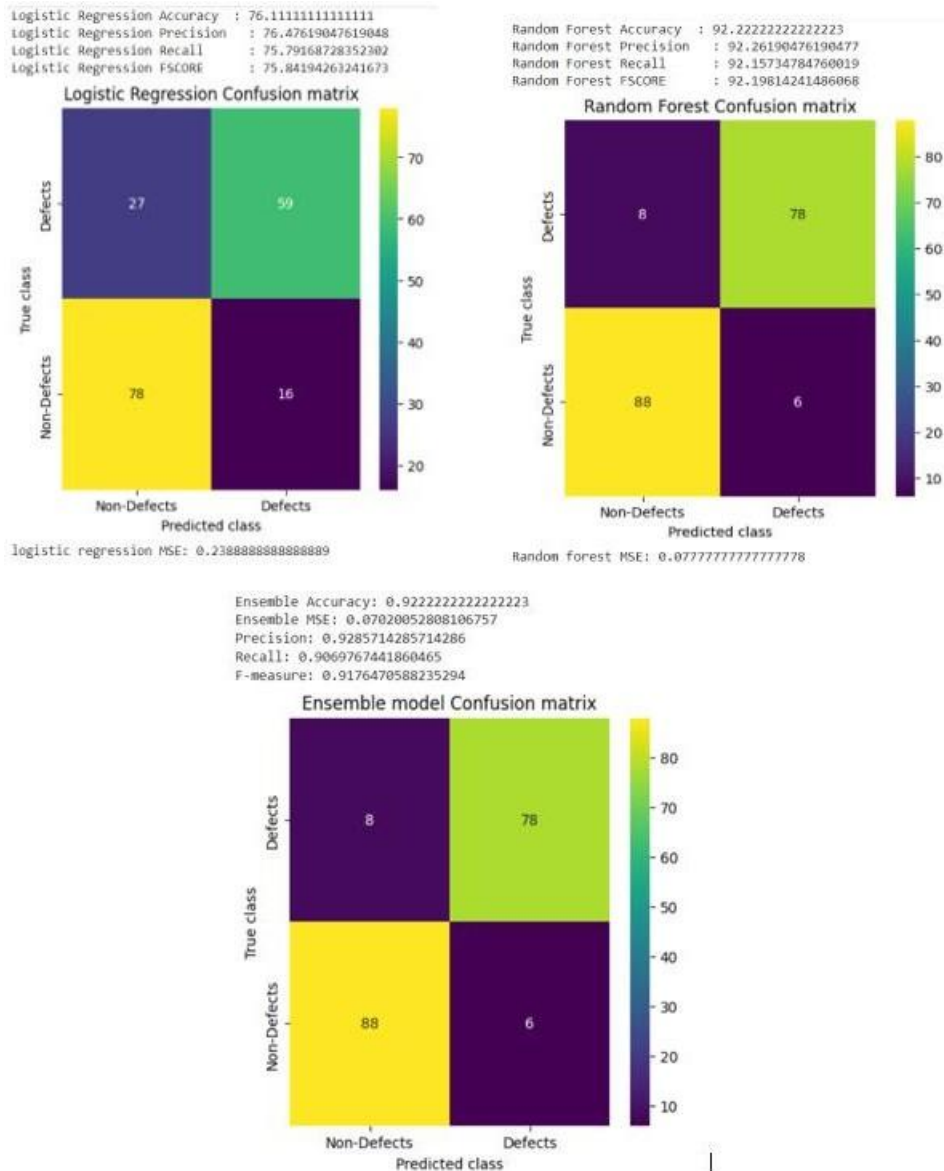 Logistic Regression Accuracy : 76.11111111111111
Logistic Regression Precision : 76.47619047619048
Logistic Regression Recall : 75.79168728352302
Logistic Regression FSCORE : 75.84194263241673
Logistic Regression Confusion matrix
Defects
Non-Defects
True class
27
59
78
16
70
60
50
40
30
20
Non-Defects
Defects
Predicted class
logistic regression MSE: 0.2388888888888889
Random Forest Accuracy : 92.22222222222223
Random Forest Precision : 92.26190476190477
Random Forest Recall : 92.15734784760019
Random Forest FSCORE : 92.19814241486068
Random Forest Confusion matrix
Defects
Non-Defects
True class
8
78
88
6
80
70
60
50
40
30
20
10
Non-Defects
Defects
Predicted class
Random forest MSE: 0.07777777777777778
Ensemble Accuracy: 0.9222222222222223
Ensemble MSE: 0.07020052808106757
Precision: 0.9285714285714286
Recall: 0.9069767441860465
F-measure: 0.9176470588235294
Ensemble model Confusion matrix
Defects
Non-Defects
True class
8
78
88
6
80
70
60
50
40
30
20
10
Non-Defects
Defects
Predicted class